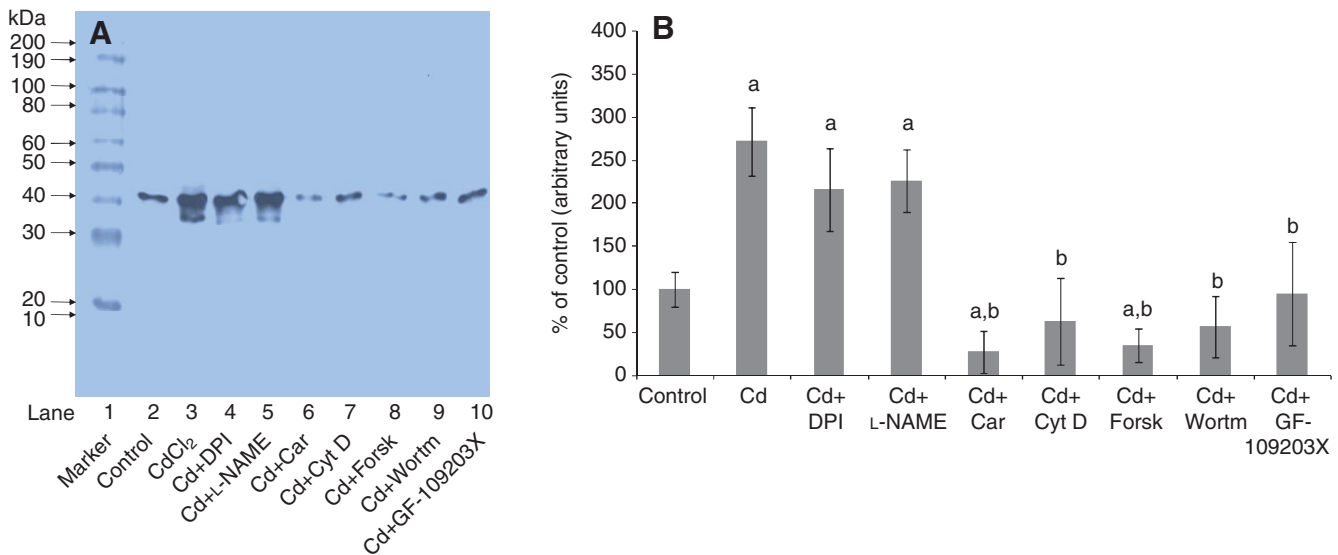 kDa
A
200
190
100
80
60
50
40
30
20
10
Lane 1 2 3 4 5 6 7 8 9 10
Marker
Control
CdCl₂
Cd+DPI
Cd+L-NAME
Cd+Car
Cd+Cyt D
Cd+Forsk
Cd+Wortm
Cd+GF-109203X
B
% of control (arbitrary units)
400
350
300
250
200
150
100
50
0
a
a
a
a,b
b
a,b
b
b
Control Cd Cd+ Cd+ Cd+ Cd+ Cd+ Cd+ Cd+
DPI L-NAME Car Cyt D Forsk Wortm GF-
109203X